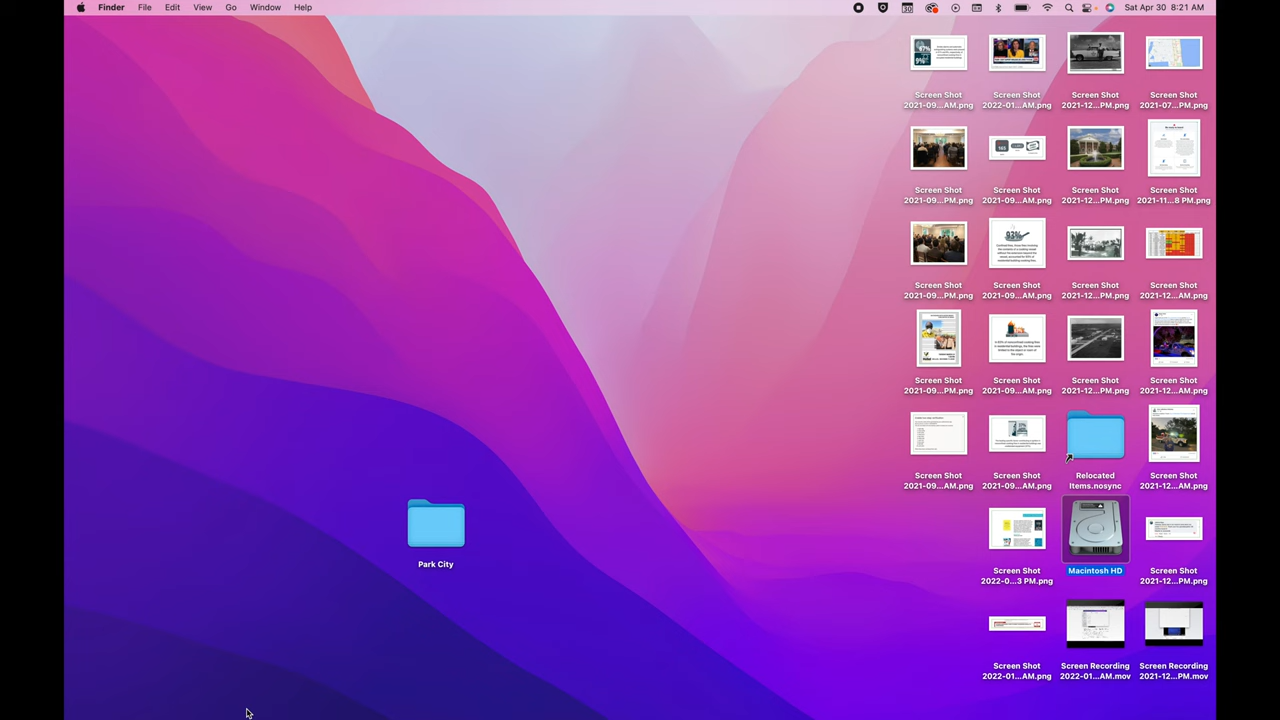 Finder File Edit View Go Window Help Sat Apr 30 8:21 AM
Screen Shot Screen Shot Screen Shot Screen Shot
2021-09...AM.png 2022-01...AM.png 2021-12...PM.png 2021-07...PM.png
Screen Shot Screen Shot Screen Shot Screen Shot
2021-09...PM.png 2021-09...AM.png 2021-12...PM.png 2021-11...8 PM.png
93%
Screen Shot Screen Shot Screen Shot Screen Shot
2021-09...PM.png 2021-09...AM.png 2021-12...PM.png 2021-12...AM.png
Screen Shot Screen Shot Screen Shot Screen Shot
2021-09...PM.png 2021-09...AM.png 2021-12...PM.png 2021-12...AM.png
Screen Shot Screen Shot Relocated Screen Shot
2021-09...AM.png 2021-09...AM.png Items.nosync 2021-12...AM.png
Park City
Screen Shot Macintosh HD Screen Shot
2022-0...3 PM.png 2021-12...PM.png
Screen Shot Screen Recording Screen Recording
2022-01...AM.png 2022-01...AM.mov 2021-12...PM.mov